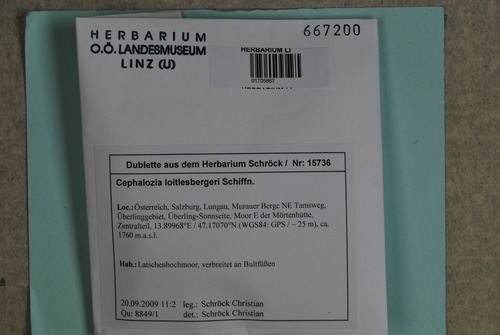 HERBARIUM
O.Ö. LANDESMUSEUM
LINZ (U)
HERBARIUM LI
01705867
667200
Dublette aus dem Herbarium Schröck / Nr: 15736
Cephalozia loitlesbergeri Schiffn.
Loc.: Österreich, Salzburg, Lungau, Murauer Berge NE Tamsweg,
Überlinggebiet, Überling-Sonnseite, Moor E der Mörtenhütte,
Zentralteil, 13.89968°E / 47.17070°N (WGS84: GPS / ~ 25 m), ca.
1760 m.a.s.l.
Hab.: Latschenhochmoor, verbreitet an Bultfüßen
20.09.2009 11:2 leg.: Schröck Christian
Qu: 8849/1 det.: Schröck Christian